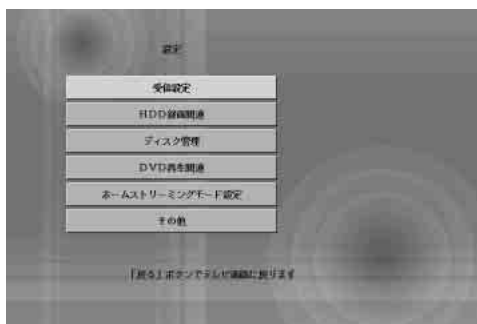 設定
受信設定
HDD録画関連
ディスク管理
DVD再生関連
ホームストリーミングモード設定
その他
「戻る」ボタンでテレビ画面に戻ります